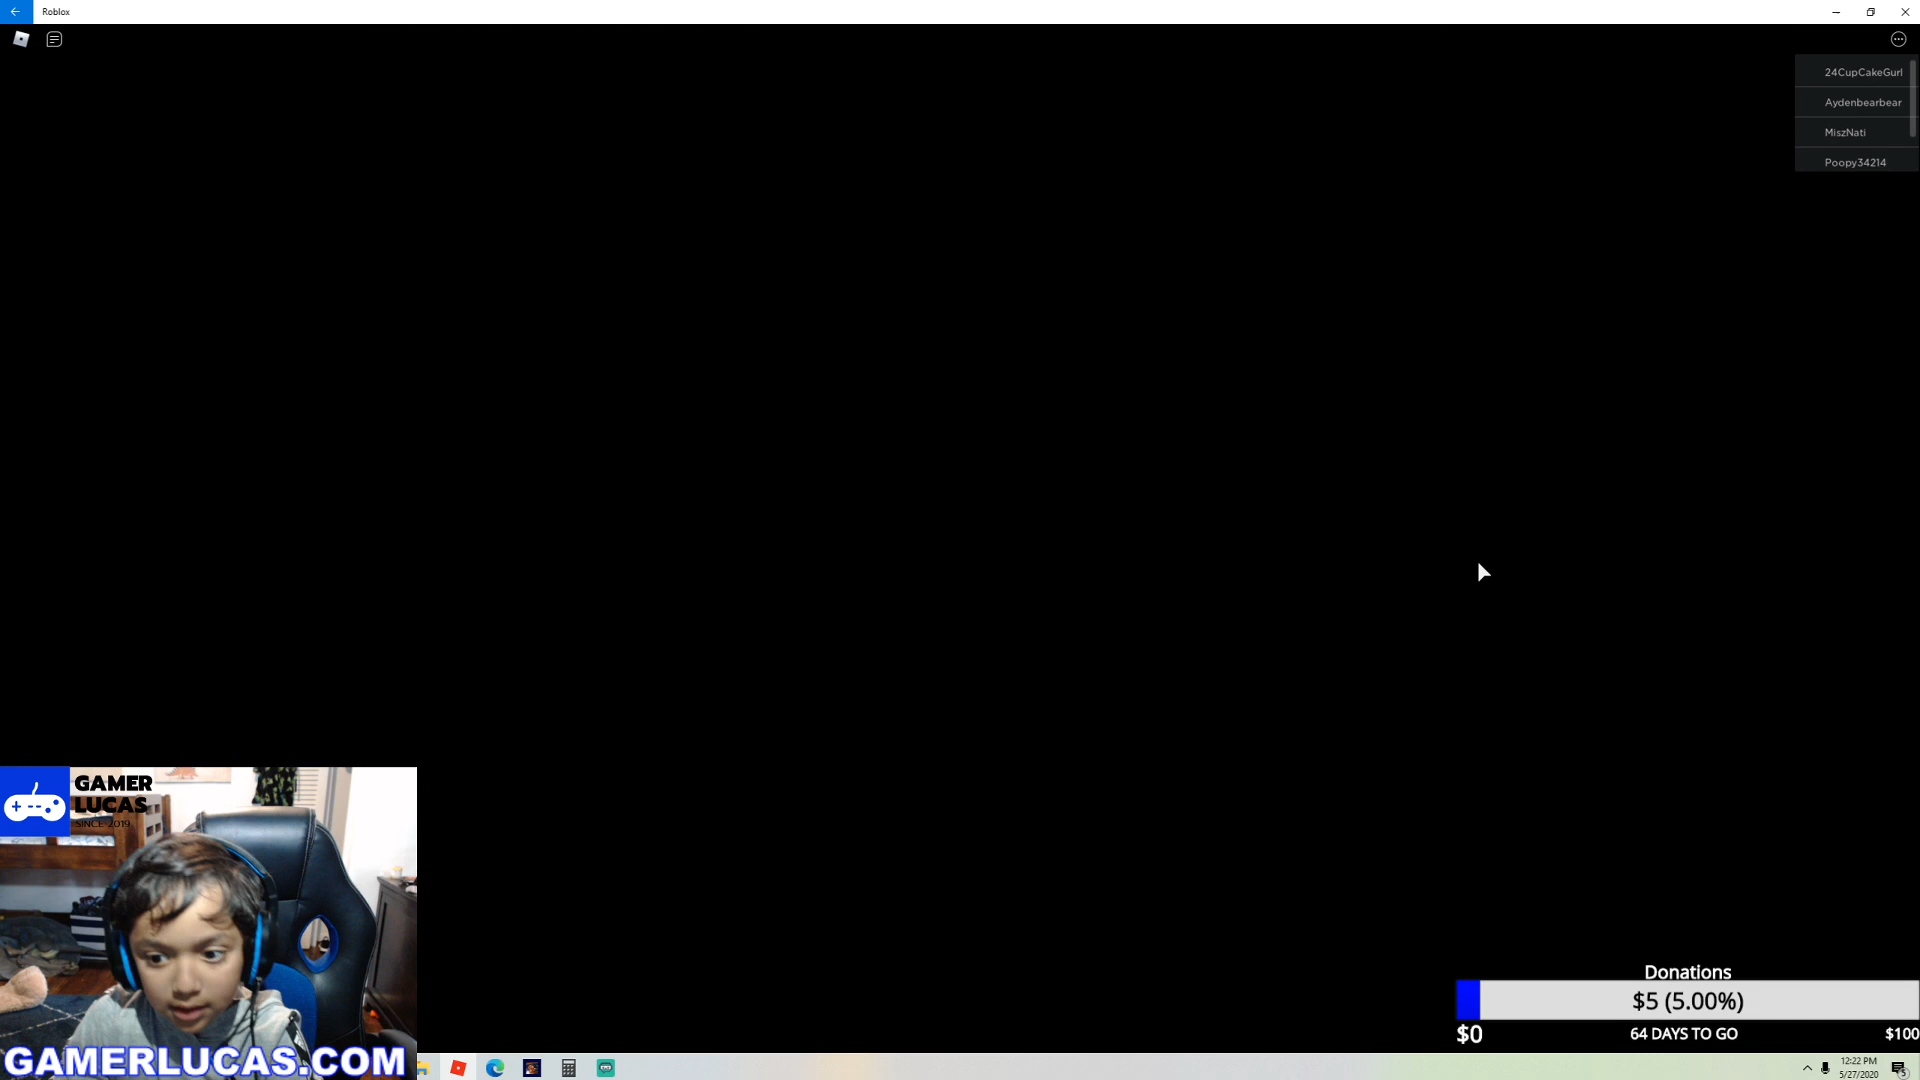 Roblox
24CupCakeGurl
Aydenbearbear
MiszNati
Poopy34214
GAMER
LUCAS
SINCE 2019
GAMERLUCAS.COM
Donations
$5 (5.00%)
$0 64 DAYS TO GO $100
12:22 PM
5/27/2020
5